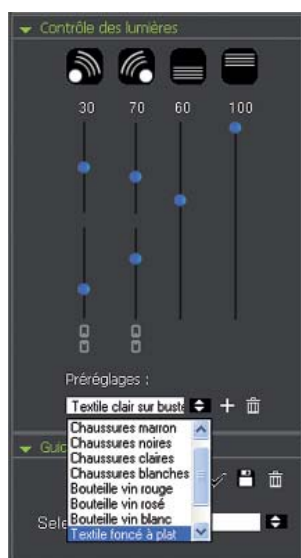 Contrôle des lumières
30 70 60 100
Préréglages :
Textile clair sur buste
Chaussures marron
Chaussures noires
Chaussures claires
Chaussures blanches
Bouteille vin rouge
Bouteille vin rosé
Bouteille vin blanc
Textile foncé à plat